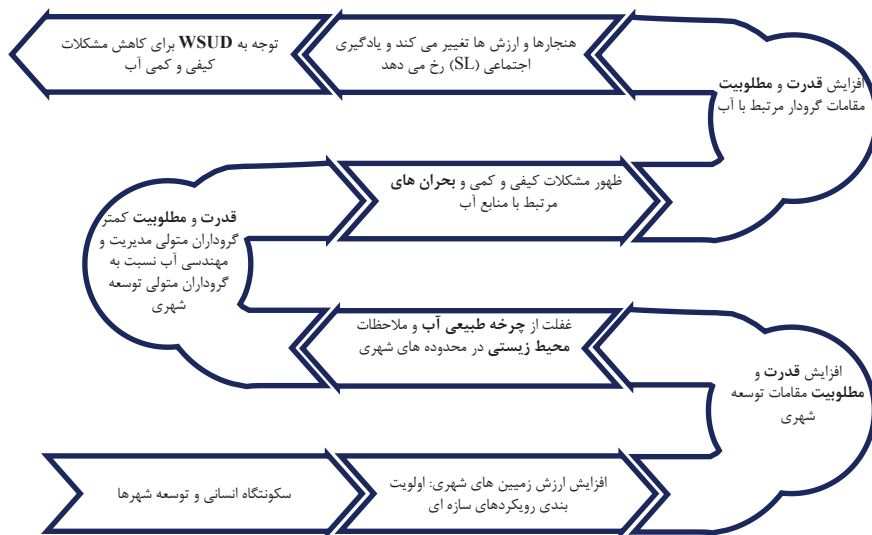 توجه به WSUD برای کاهش مشکلات
کیفی و کمی آب
هنجارها و ارزش ها تغییر می کند و یادگیری
اجتماعی (SL) رخ می دهد
افزایش قدرت و مطلوبیت
مقامات گرودار مرتبط با آب
ظهور مشکلات کیفی و کمی و بحران های
مرتبط با منابع آب
قدرت و مطلوبیت کمتر
گروداران متولی مدیریت و
مهندسی آب نسبت به
گروداران متولی توسعه
شهری
غفلت از چرخه طبیعی آب و ملاحظات
محیط زیستی در محدوده های شهری
افزایش قدرت و
مطلوبیت مقامات توسعه
شهری
افزایش ارزش زمیین های شهری: اولویت
بندی رویکردهای سازه ای
سکونتگاه انسانی و توسعه شهرها